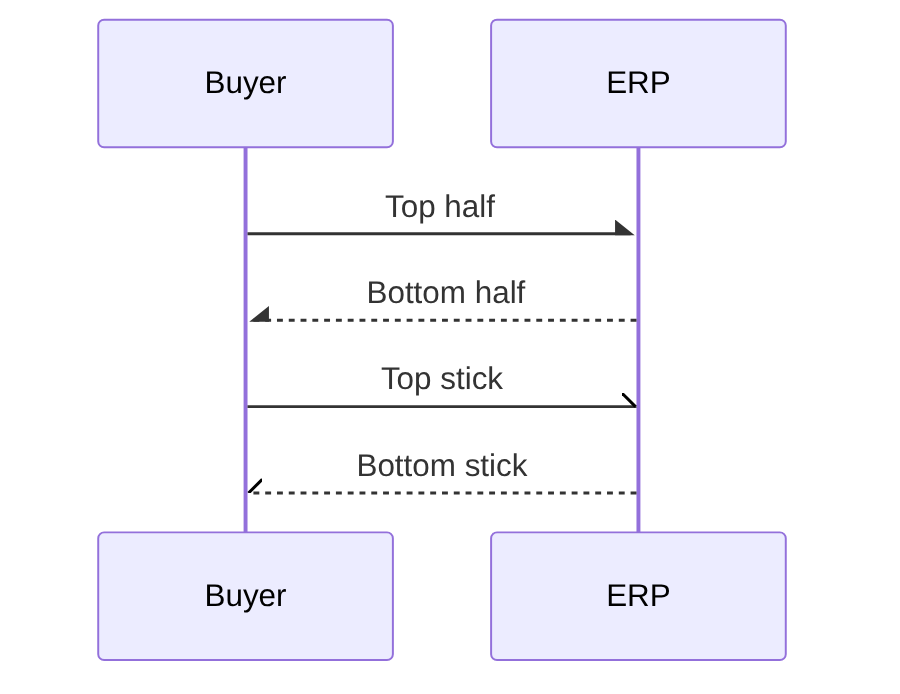 Buyer
ERP
Top half
Bottom half
Top stick
Bottom stick
Buyer
ERP